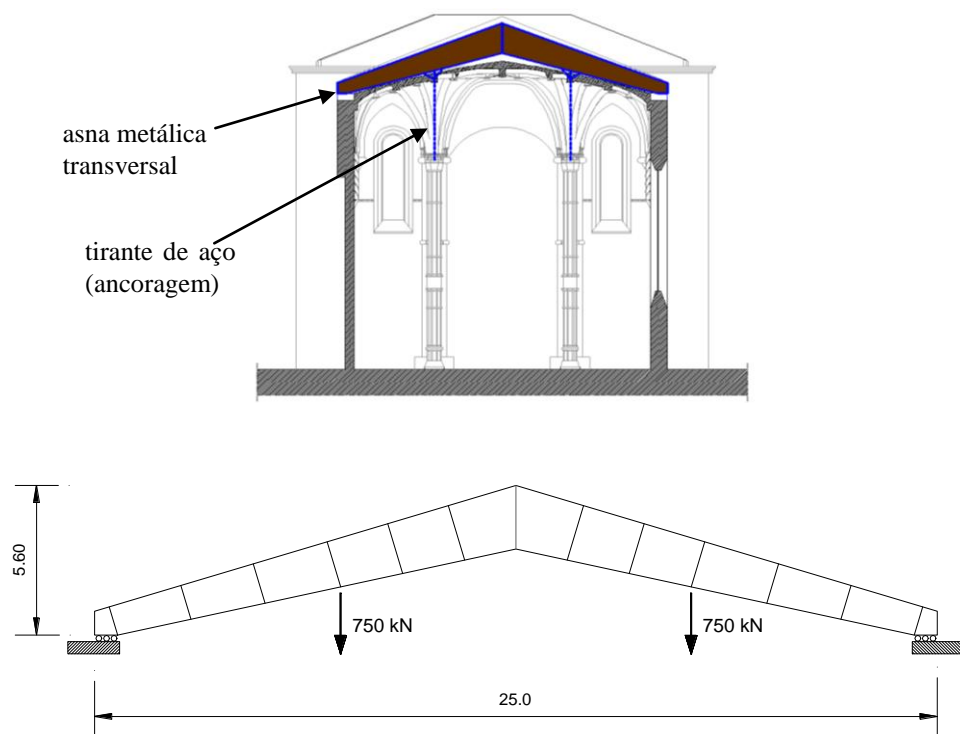 asna metálica
transversal
tirante de aço
(ancoragem)
5.60
750 kN
750 kN
25.0